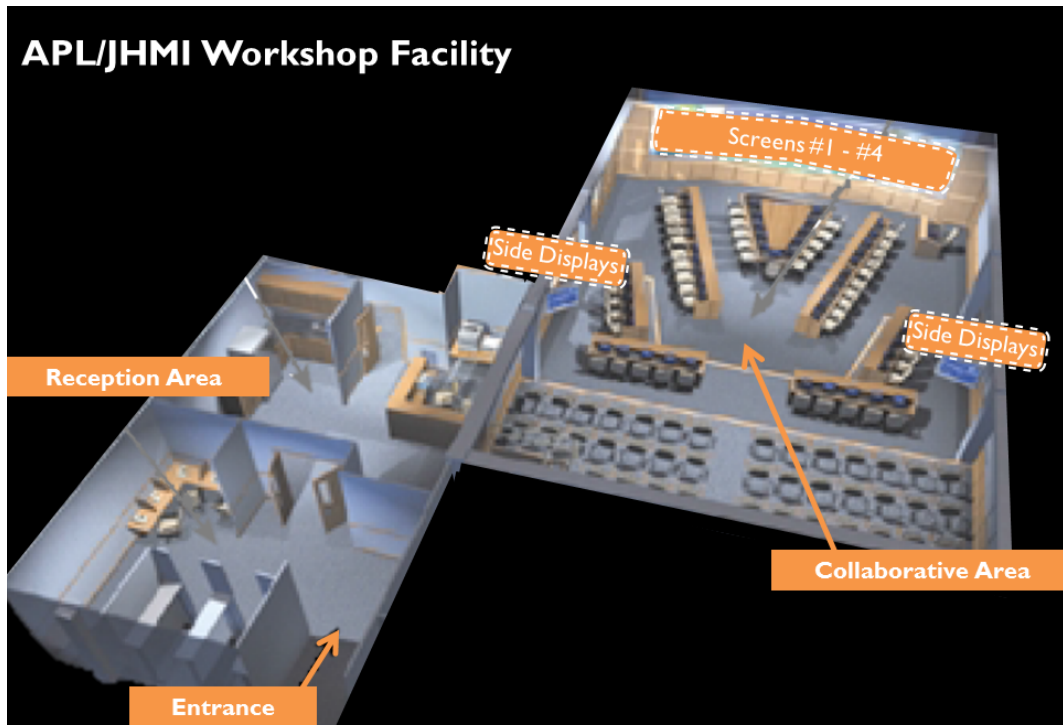 APL/JHMI Workshop Facility
Screens #1 - #4
Side Displays
Side Displays
Reception Area
Collaborative Area
Entrance